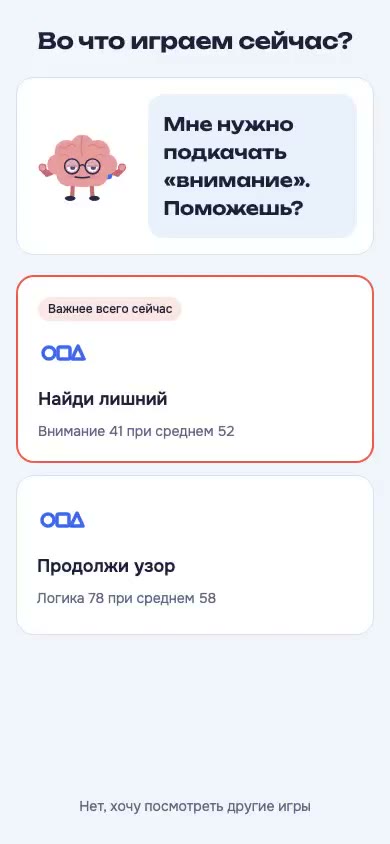 Во что играем сейчас?
Мне нужно
подкачать
«внимание».
Поможешь?
Важнее всего сейчас
Найди лишний
Внимание 41 при среднем 52
Продолжи узор
Логика 78 при среднем 58
Нет, хочу посмотреть другие игры